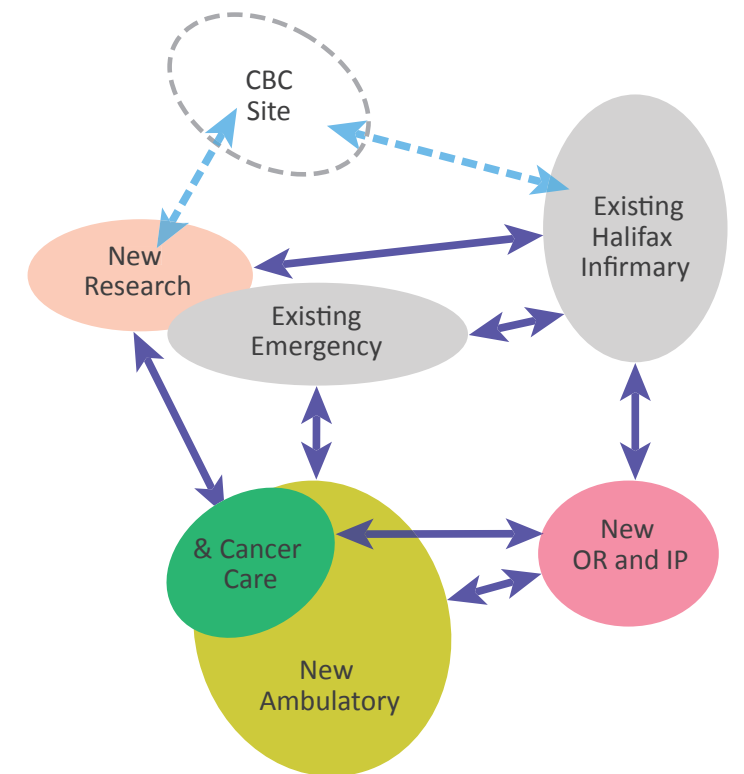 CBC
Site
Existing
Halifax
Infirmary
New
Research
Existing
Emergency
& Cancer
Care
New
OR and IP
New
Ambulatory